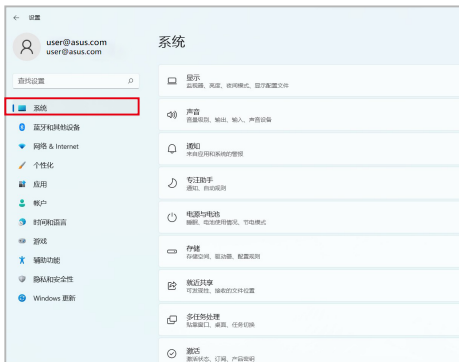 设置
user@asus.com
user@asus.com
查找设置
系统
蓝牙和其他设备
网络 & Internet
个性化
应用
帐户
时间和语言
游戏
辅助功能
隐私和安全性
Windows 更新
系统
显示
监视器、亮度、夜间模式、显示配置文件
声音
音量级别、输出、输入、声音设备
通知
来自应用和系统的警报
专注助手
通知、自动规则
电源与电池
睡眠、电池使用情况、节电模式
存储
存储空间、驱动器、配置规则
就近共享
可发现性、接收的文件位置
多任务处理
贴靠窗口、桌面、任务切换
激活
激活状态、订阅、产品密钥